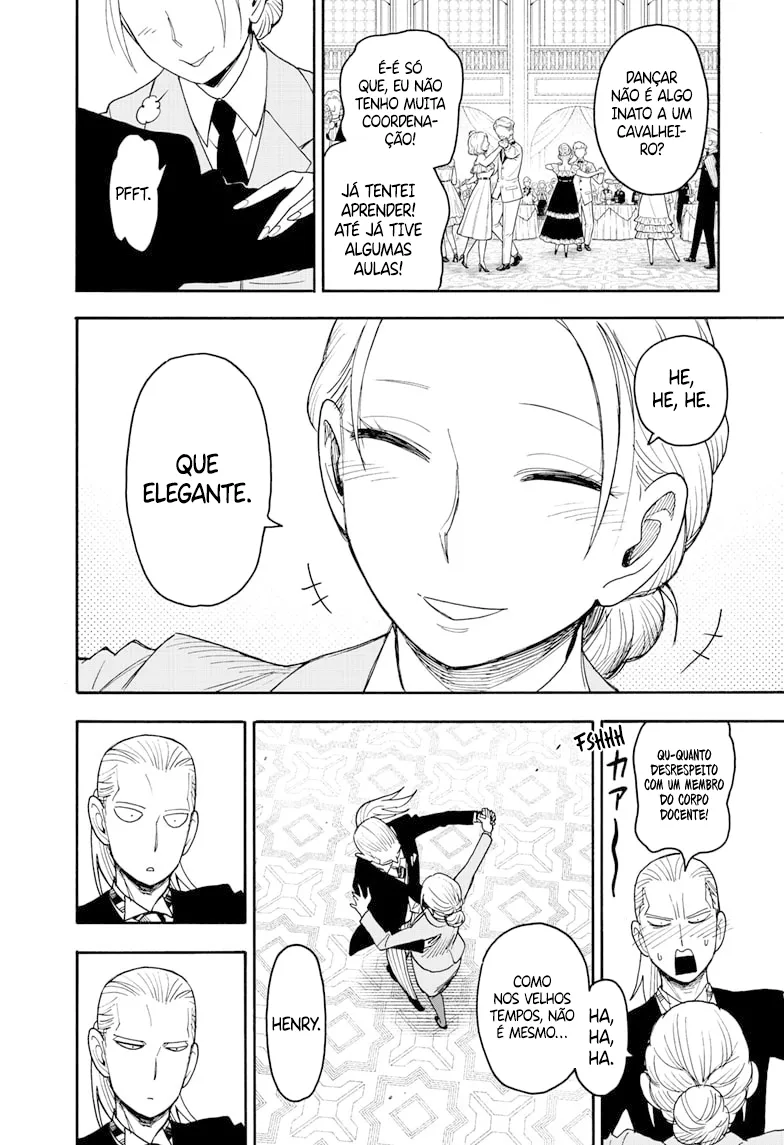 DANÇAR
NÃO É ALGO
INATO A UM
CAVALHEI-
RO?
É-É SÓ
QUE, EU NÃO
TENHO MUITA
COORDENA-
ÇÃO!
JÁ TENTEI
APRENDER!
ATÉ JÁ TIVE
ALGUMAS
AULAS!
PFFT.
HE,
HE, HE.
QUE
ELEGANTE.
FSHHH
カァー
QU-QUANTO
DESRESPEITO
COM UM MEMBRO
DO CORPO
DOCENTE!
HA,
HA,
HA.
COMO
NOS VELHOS
TEMPOS, NÃO
É MESMO...
HENRY.